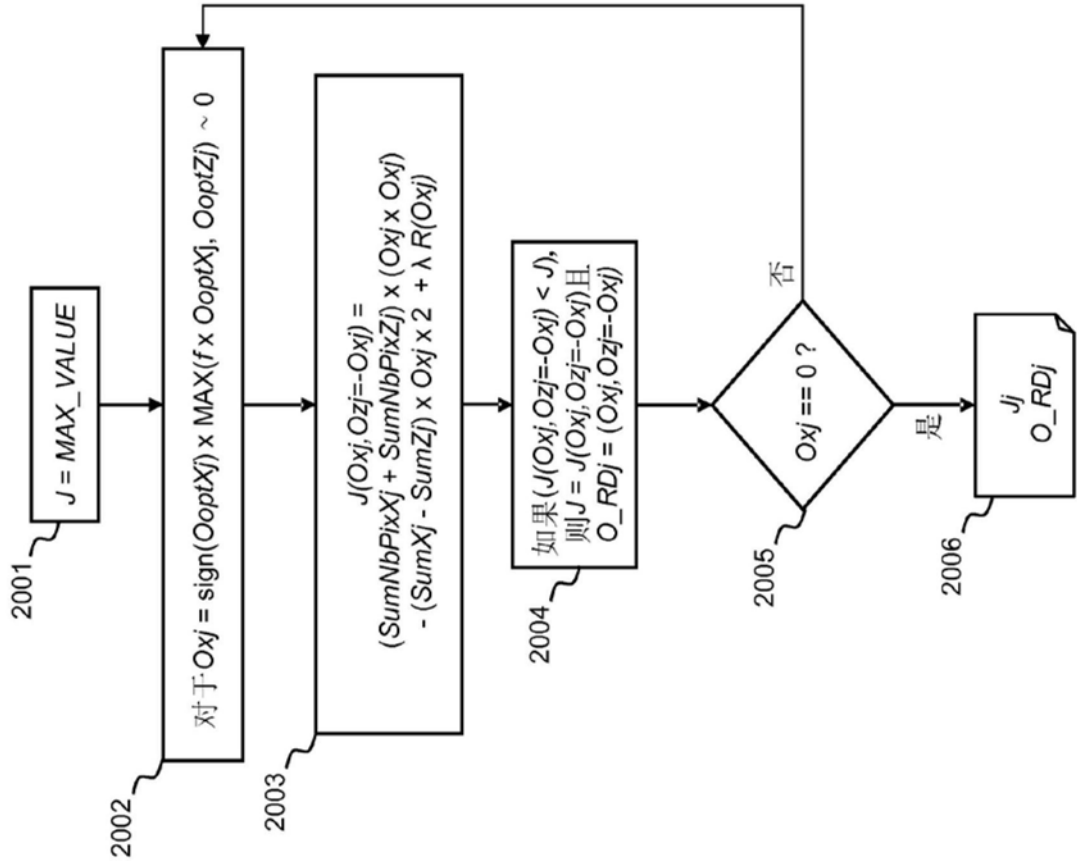 2001
J = MAX_VALUE
2002
对于Oxj = sign(OoptXj) x MAX(f x OoptXj, OoptZj) ~ 0
2003
J(Oxj,Ozj=-Oxj) =
(SumNbPixXj + SumNbPixZj) x (Oxj x Oxj)
- (SumXj - SumZj) x Oxj x 2 + λ R(Oxj)
2004
如果(J(Oxj,Ozj=-Oxj) < J),
则J = J(Oxj,Ozj=-Oxj)且
O_RDj = (Oxj,Ozj=-Oxj)
2005
Oxj == 0 ?
否
是
2006
Jj
O_RDj